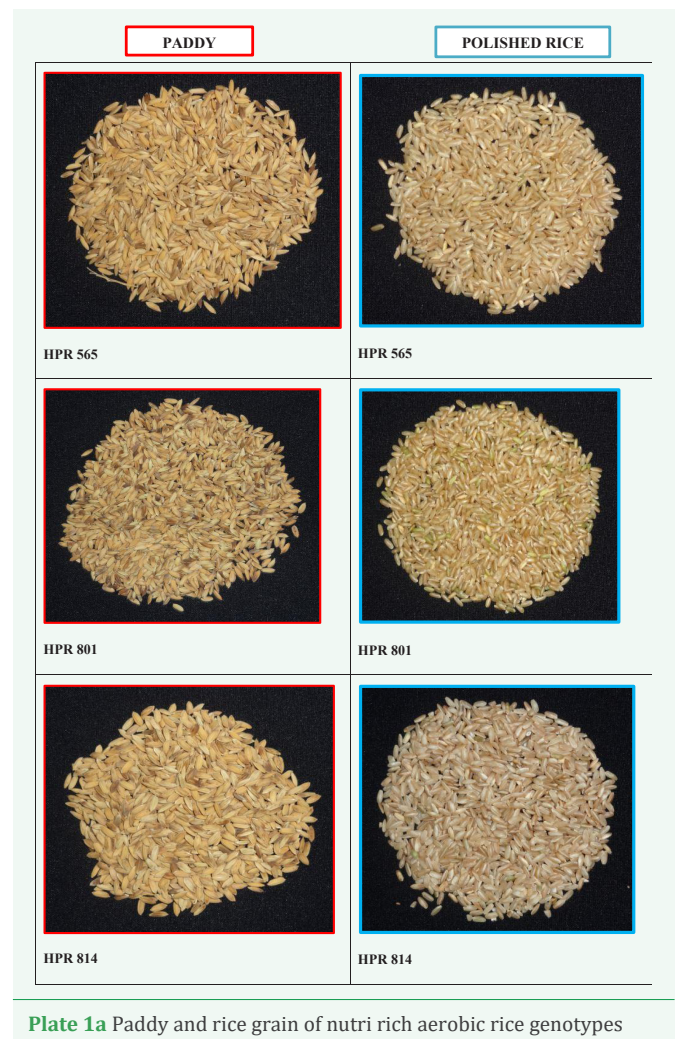 PADDY
POLISHED RICE
HPR 565
HPR 565
HPR 801
HPR 801
HPR 814
HPR 814
Plate 1a Paddy and rice grain of nutri rich aerobic rice genotypes